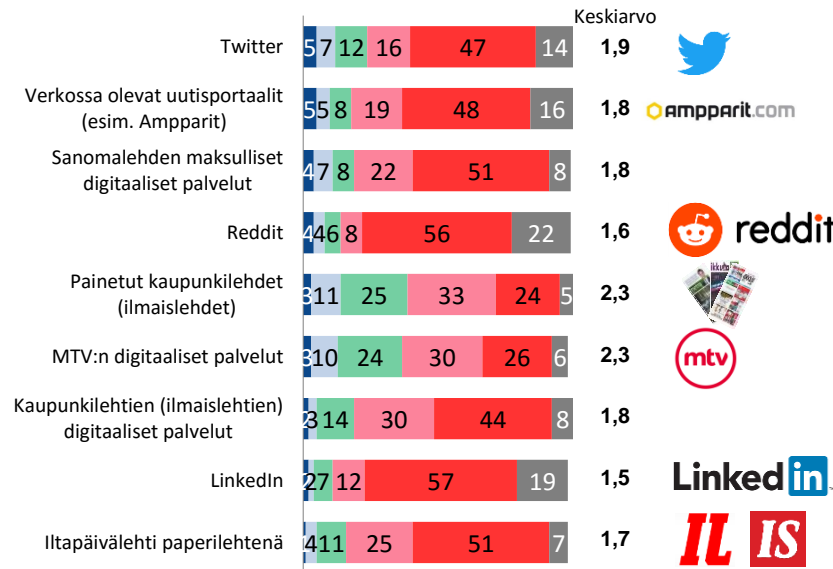 Keskiarvo
Twitter 5 7 12 16 47 14 1,9
Verkossa olevat uutisportaalit
(esim. Ampparit) 5 5 8 19 48 16 1,8 ampparit.com
Sanomalehden maksulliset
digitaaliset palvelut 4 7 8 22 51 8 1,8
Reddit 4 4 6 8 56 22 1,6 reddit
Painetut kaupunkilehdet
(ilmaislehdet) 3 11 25 33 24 5 2,3
MTV:n digitaaliset palvelut 3 10 24 30 26 6 2,3 mtv
Kaupunkilehtien (ilmaislehtien)
digitaaliset palvelut 3 14 30 44 8 1,8
LinkedIn 2 7 12 57 19 1,5 Linked in
Iltapäivälehti paperilehtenä 4 11 25 51 7 1,7 IL IS